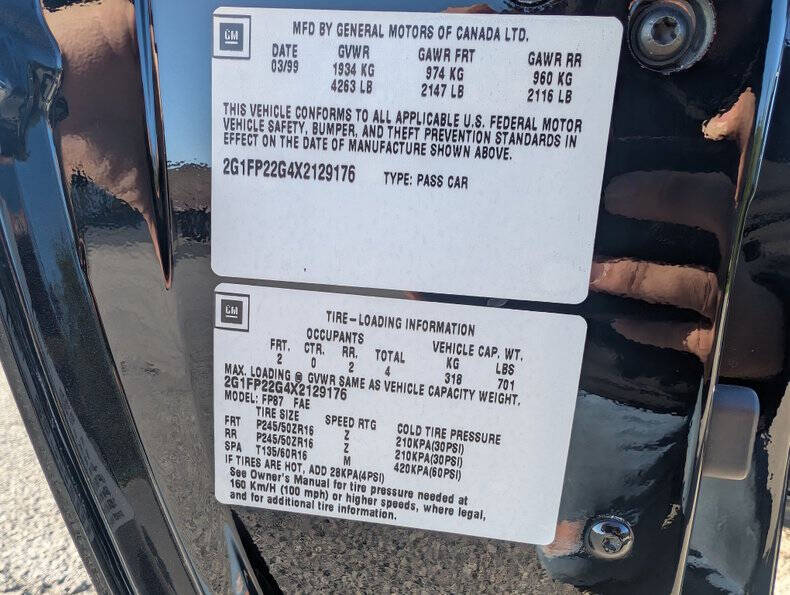 GM
MFD BY GENERAL MOTORS OF CANADA LTD.
DATE GVWR GAWR FRT GAWR RR
03/99 1934 KG 974 KG 960 KG
4263 LB 2147 LB 2116 LB
THIS VEHICLE CONFORMS TO ALL APPLICABLE U.S. FEDERAL MOTOR
VEHICLE SAFETY, BUMPER, AND THEFT PREVENTION STANDARDS IN
EFFECT ON THE DATE OF MANUFACTURE SHOWN ABOVE.
2G1FP22G4X2129176 TYPE: PASS CAR
GM
TIRE-LOADING INFORMATION
OCCUPANTS VEHICLE CAP. WT.
FRT. CTR. RR. TOTAL KG LBS
2 0 2 4 318 701
MAX. LOADING @ GVWR SAME AS VEHICLE CAPACITY WEIGHT.
2G1FP22G4X2129176
MODEL: FP87 FAE
TIRE SIZE SPEED RTG COLD TIRE PRESSURE
FRT P245/50ZR16 Z 210KPA(30PSI)
RR P245/50ZR16 Z 210KPA(30PSI)
SPA T135/60R16 M 420KPA(60PSI)
IF TIRES ARE HOT, ADD 28KPA(4PSI)
See Owner's Manual for tire pressure needed at
160 Km/H (100 mph) or higher speeds, where legal,
and for additional tire information.